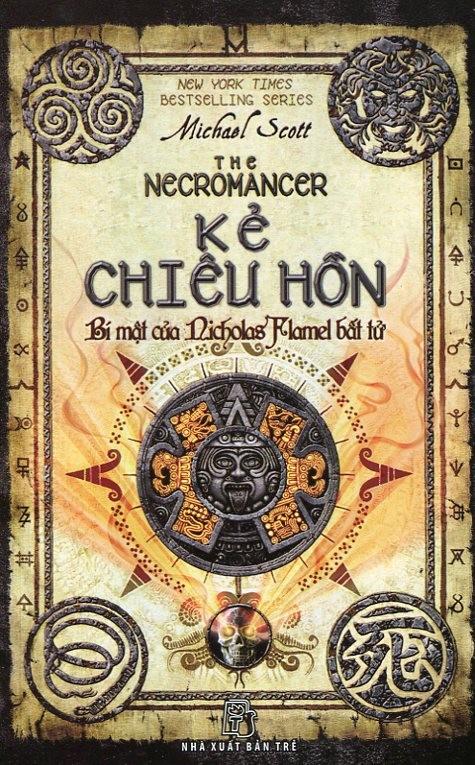 NEW YORK TIMES
BESTSELLING SERIES
Michael Scott
THE
NECROMANCER
KẺ
CHIÊU HỒN
Bí mật của Nicholas Flamel bất tử
NHÀ XUẤT BẢN TRẺ